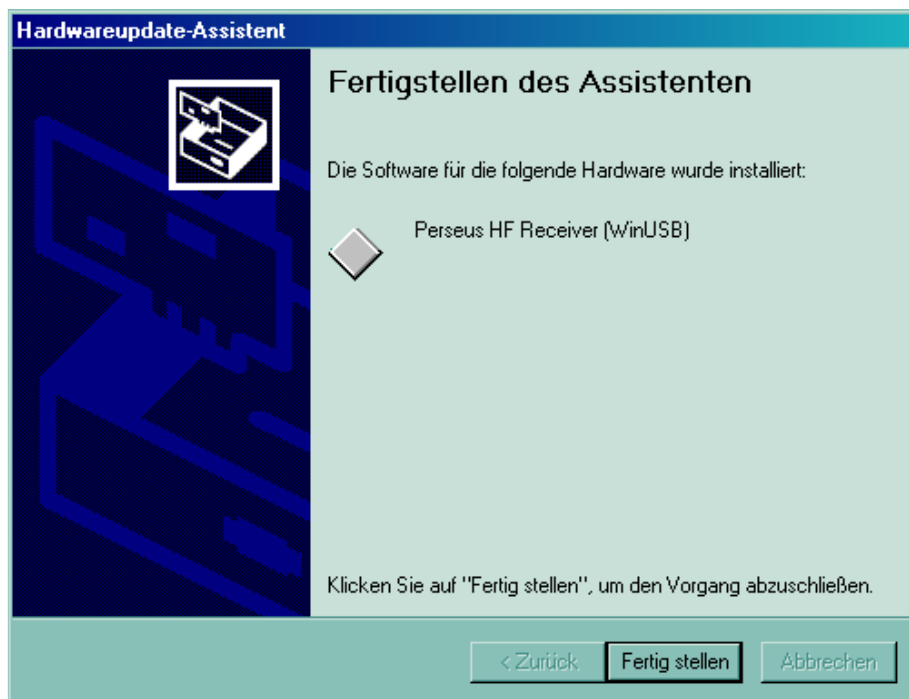 Hardwareupdate-Assistent
Fertigstellen des Assistenten
Die Software für die folgende Hardware wurde installiert:
Perseus HF Receiver (WinUSB)
Klicken Sie auf "Fertig stellen", um den Vorgang abzuschließen.
< Zurück Fertig stellen Abbrechen